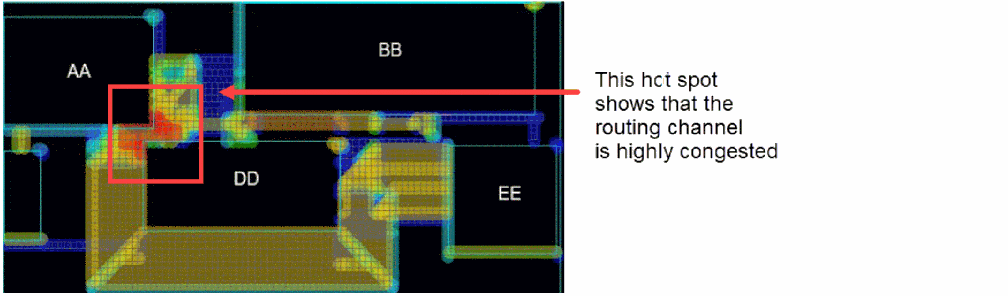 AA
BB
This hct spot
shows that the
routing channel
is highly congested
DD
EE